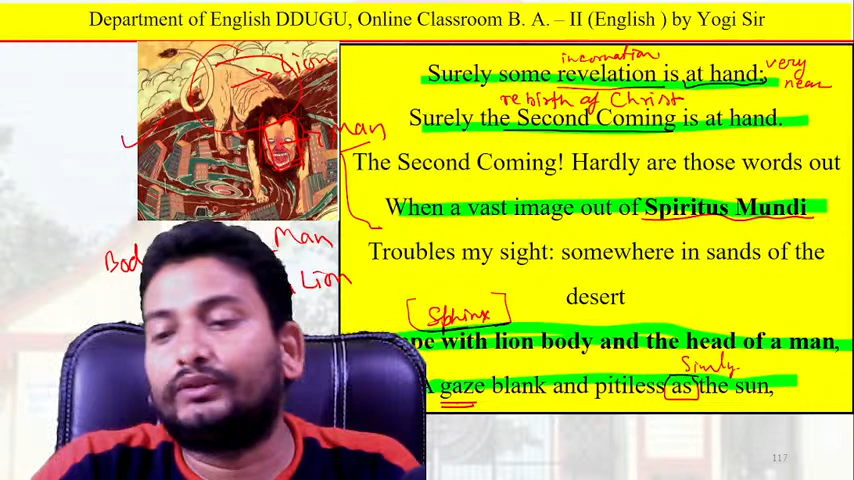 Department of English DDUGU, Online Classroom B. A. – II (English ) by Yogi Sir
incarnation
Surely some revelation is at hand;
very near
Lion
rebirth of Christ
Surely the Second Coming is at hand.
man
The Second Coming! Hardly are those words out
When a vast image out of Spiritus Mundi
Man
Troubles my sight: somewhere in sands of the
Lion
desert
[Sphinx]
with lion body and the head of a man,
A gaze blank and pitiless as the sun,
117